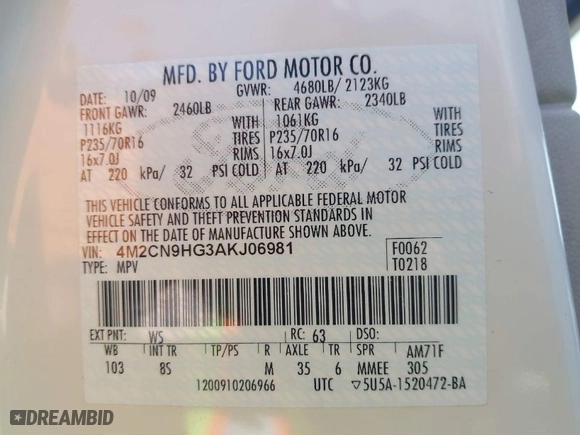 MFD. BY FORD MOTOR CO.
DATE: 10/09 GVWR: 4680LB/ 2123KG
FRONT GAWR: 2460LB REAR GAWR: 2340LB
1116KG WITH 1061KG WITH
P235/70R16 TIRES P235/70R16 TIRES
16x7.0J RIMS 16x7.0J RIMS
AT 220 kPa/ 32 PSI COLD AT 220 kPa/ 32 PSI COLD
THIS VEHICLE CONFORMS TO ALL APPLICABLE FEDERAL MOTOR
VEHICLE SAFETY AND THEFT PREVENTION STANDARDS IN
EFFECT ON THE DATE OF MANUFACTURE SHOWN ABOVE.
VIN: 4M2CN9HG3AKJ06981 F0062
TYPE: MPV T0218
EXT PNT: WS RC: 63 DSO:
WB INT TR TP/PS R AXLE TR SPR AM71F
103 8S M 35 6 MMEE 305
1200910206966 UTC ▽5U5A-1520472-BA
DREAMBID